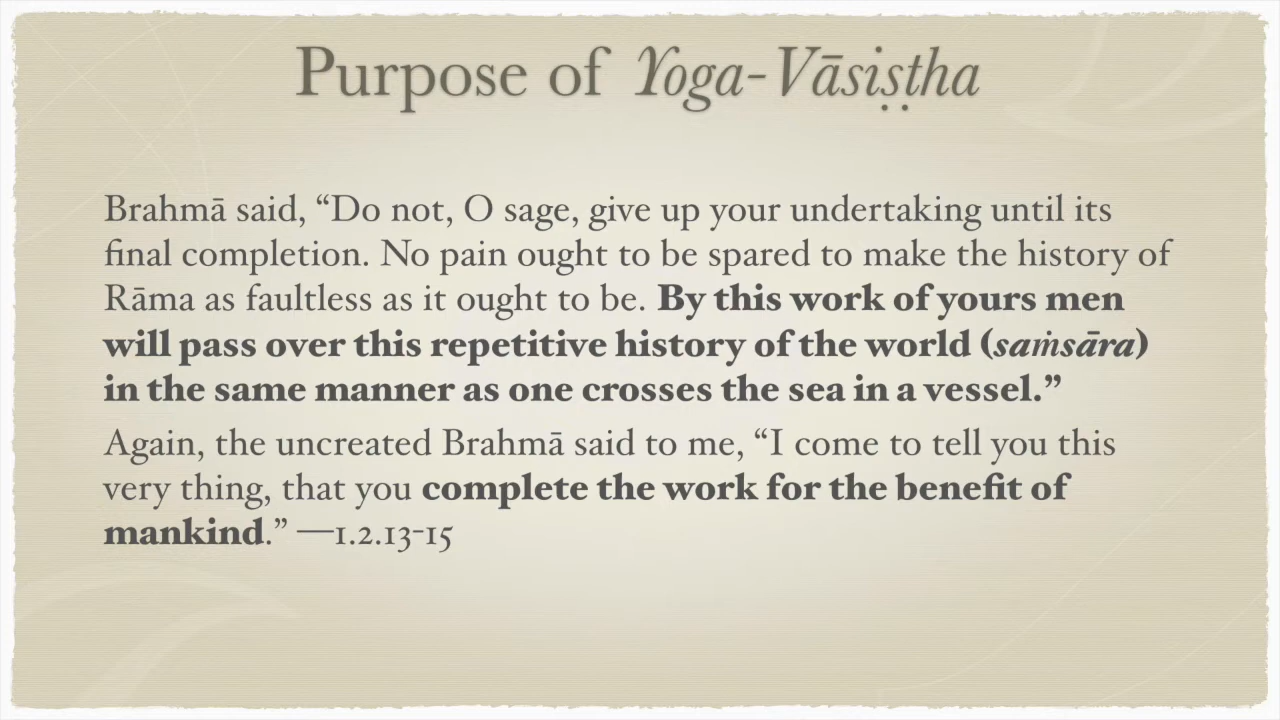 Purpose of Yoga-Vāsiṣṭha
Brahmā said, “Do not, O sage, give up your undertaking until its
final completion. No pain ought to be spared to make the history of
Rāma as faultless as it ought to be. By this work of yours men
will pass over this repetitive history of the world (saṁsāra)
in the same manner as one crosses the sea in a vessel.”
Again, the uncreated Brahmā said to me, “I come to tell you this
very thing, that you complete the work for the benefit of
mankind.” —1.2.13-15